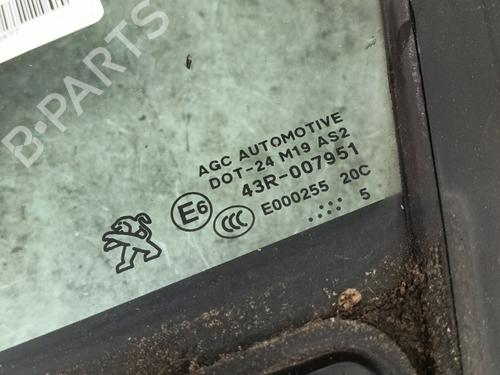 B-PARTS
AGC AUTOMOTIVE
DOT-24 M19 AS2
43R-007951
E6 CCC E000255 20C
5